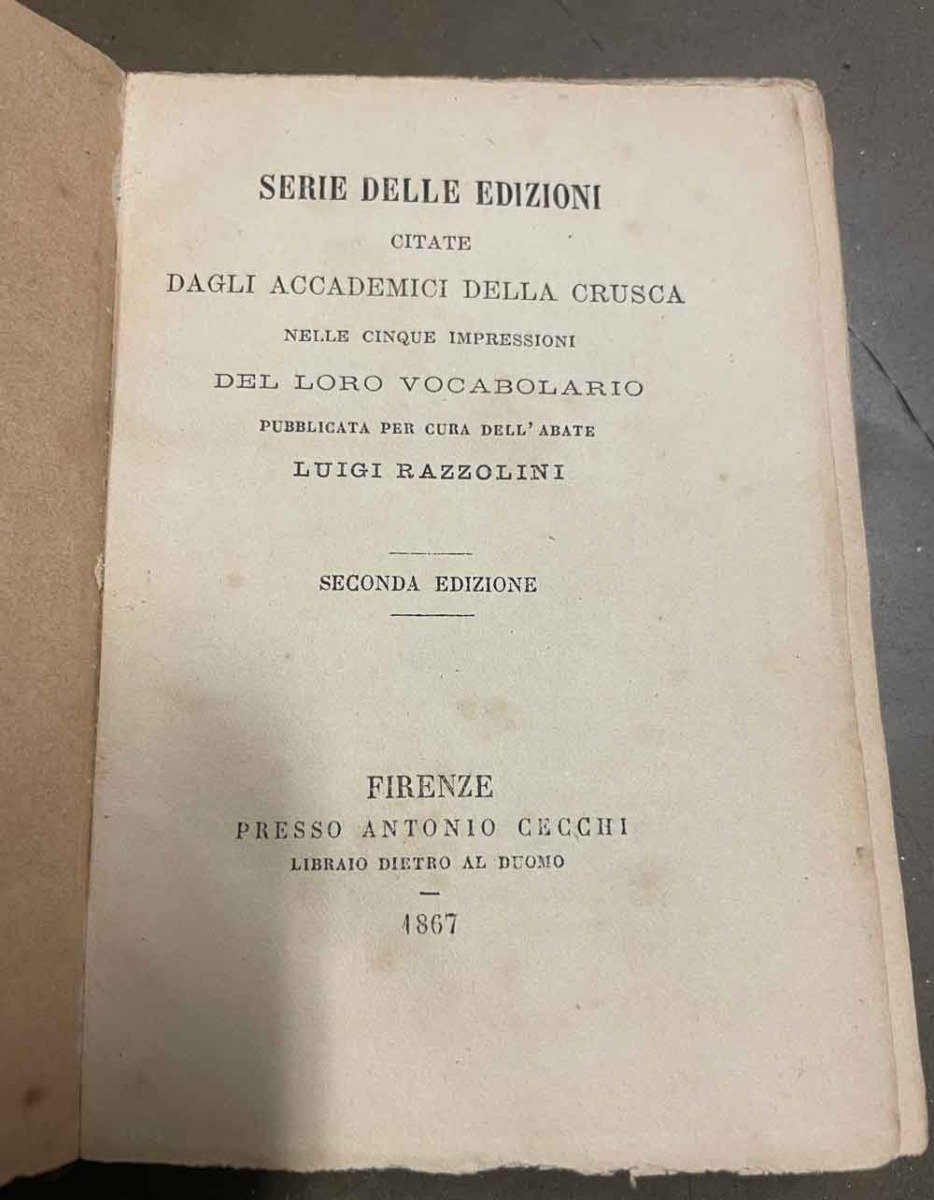 SERIE DELLE EDIZIONI
CITATE
DAGLI ACCADEMICI DELLA CRUSCA
NELLE CINQUE IMPRESSIONI
DEL LORO VOCABOLARIO
PUBBLICATA PER CURA DELL' ABATE
LUIGI RAZZOLINI
SECONDA EDIZIONE
FIRENZE
PRESSO ANTONIO CECCHI
LIBRAIO DIETRO AL DUOMO
—
1867